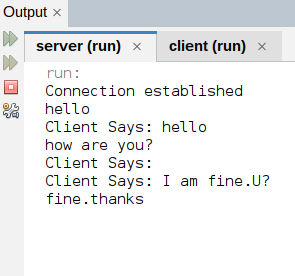 Output ×
server (run) × client (run) ×
run:
Connection established
hello
Client Says: hello
how are you?
Client Says:
Client Says: I am fine.U?
fine.thanks